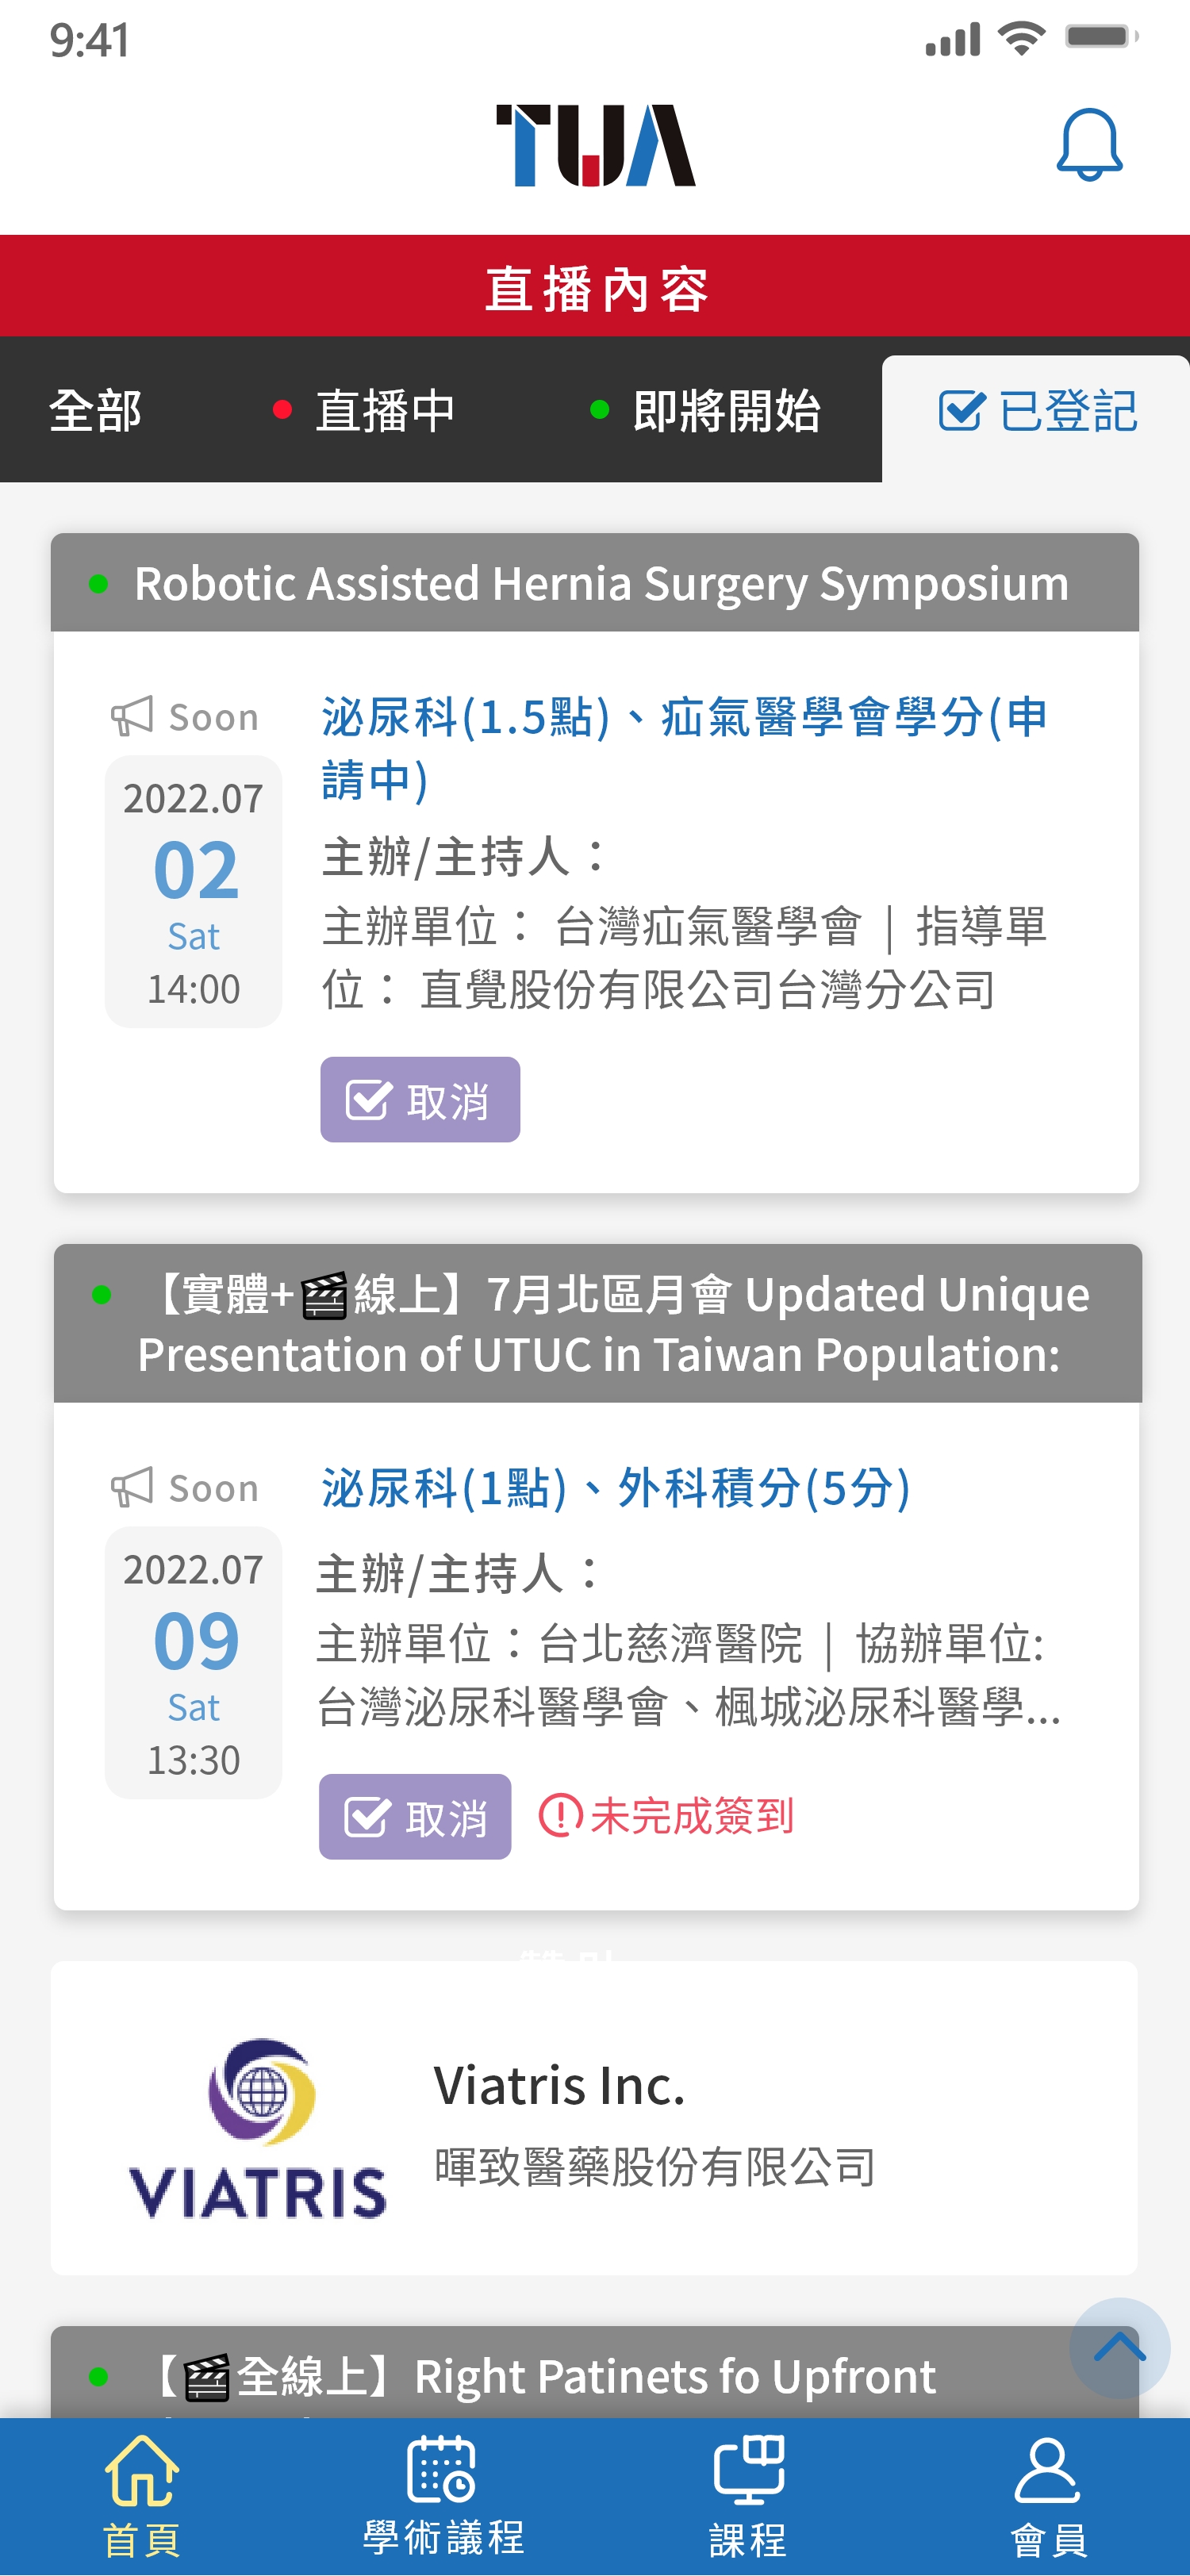 9:41
TUA
直播內容
全部
直播中
即將開始
已登記
Robotic Assisted Hernia Surgery Symposium
Soon
2022.07
02
Sat
14:00
泌尿科(1.5點)、疝氣醫學會學分(申
請中)
主辦/主持人：
主辦單位： 台灣疝氣醫學會 | 指導單
位： 直覺股份有限公司台灣分公司
取消
【實體+🎬線上】7月北區月會 Updated Unique
Presentation of UTUC in Taiwan Population:
Soon
2022.07
09
Sat
13:30
泌尿科(1點)、外科積分(5分)
主辦/主持人：
主辦單位：台北慈濟醫院 | 協辦單位:
台灣泌尿科醫學會、楓城泌尿科醫學...
取消
未完成簽到
VIATRIS
Viatris Inc.
暉致醫藥股份有限公司
【🎬全線上】Right Patinets fo Upfront
首頁
學術議程
課程
會員